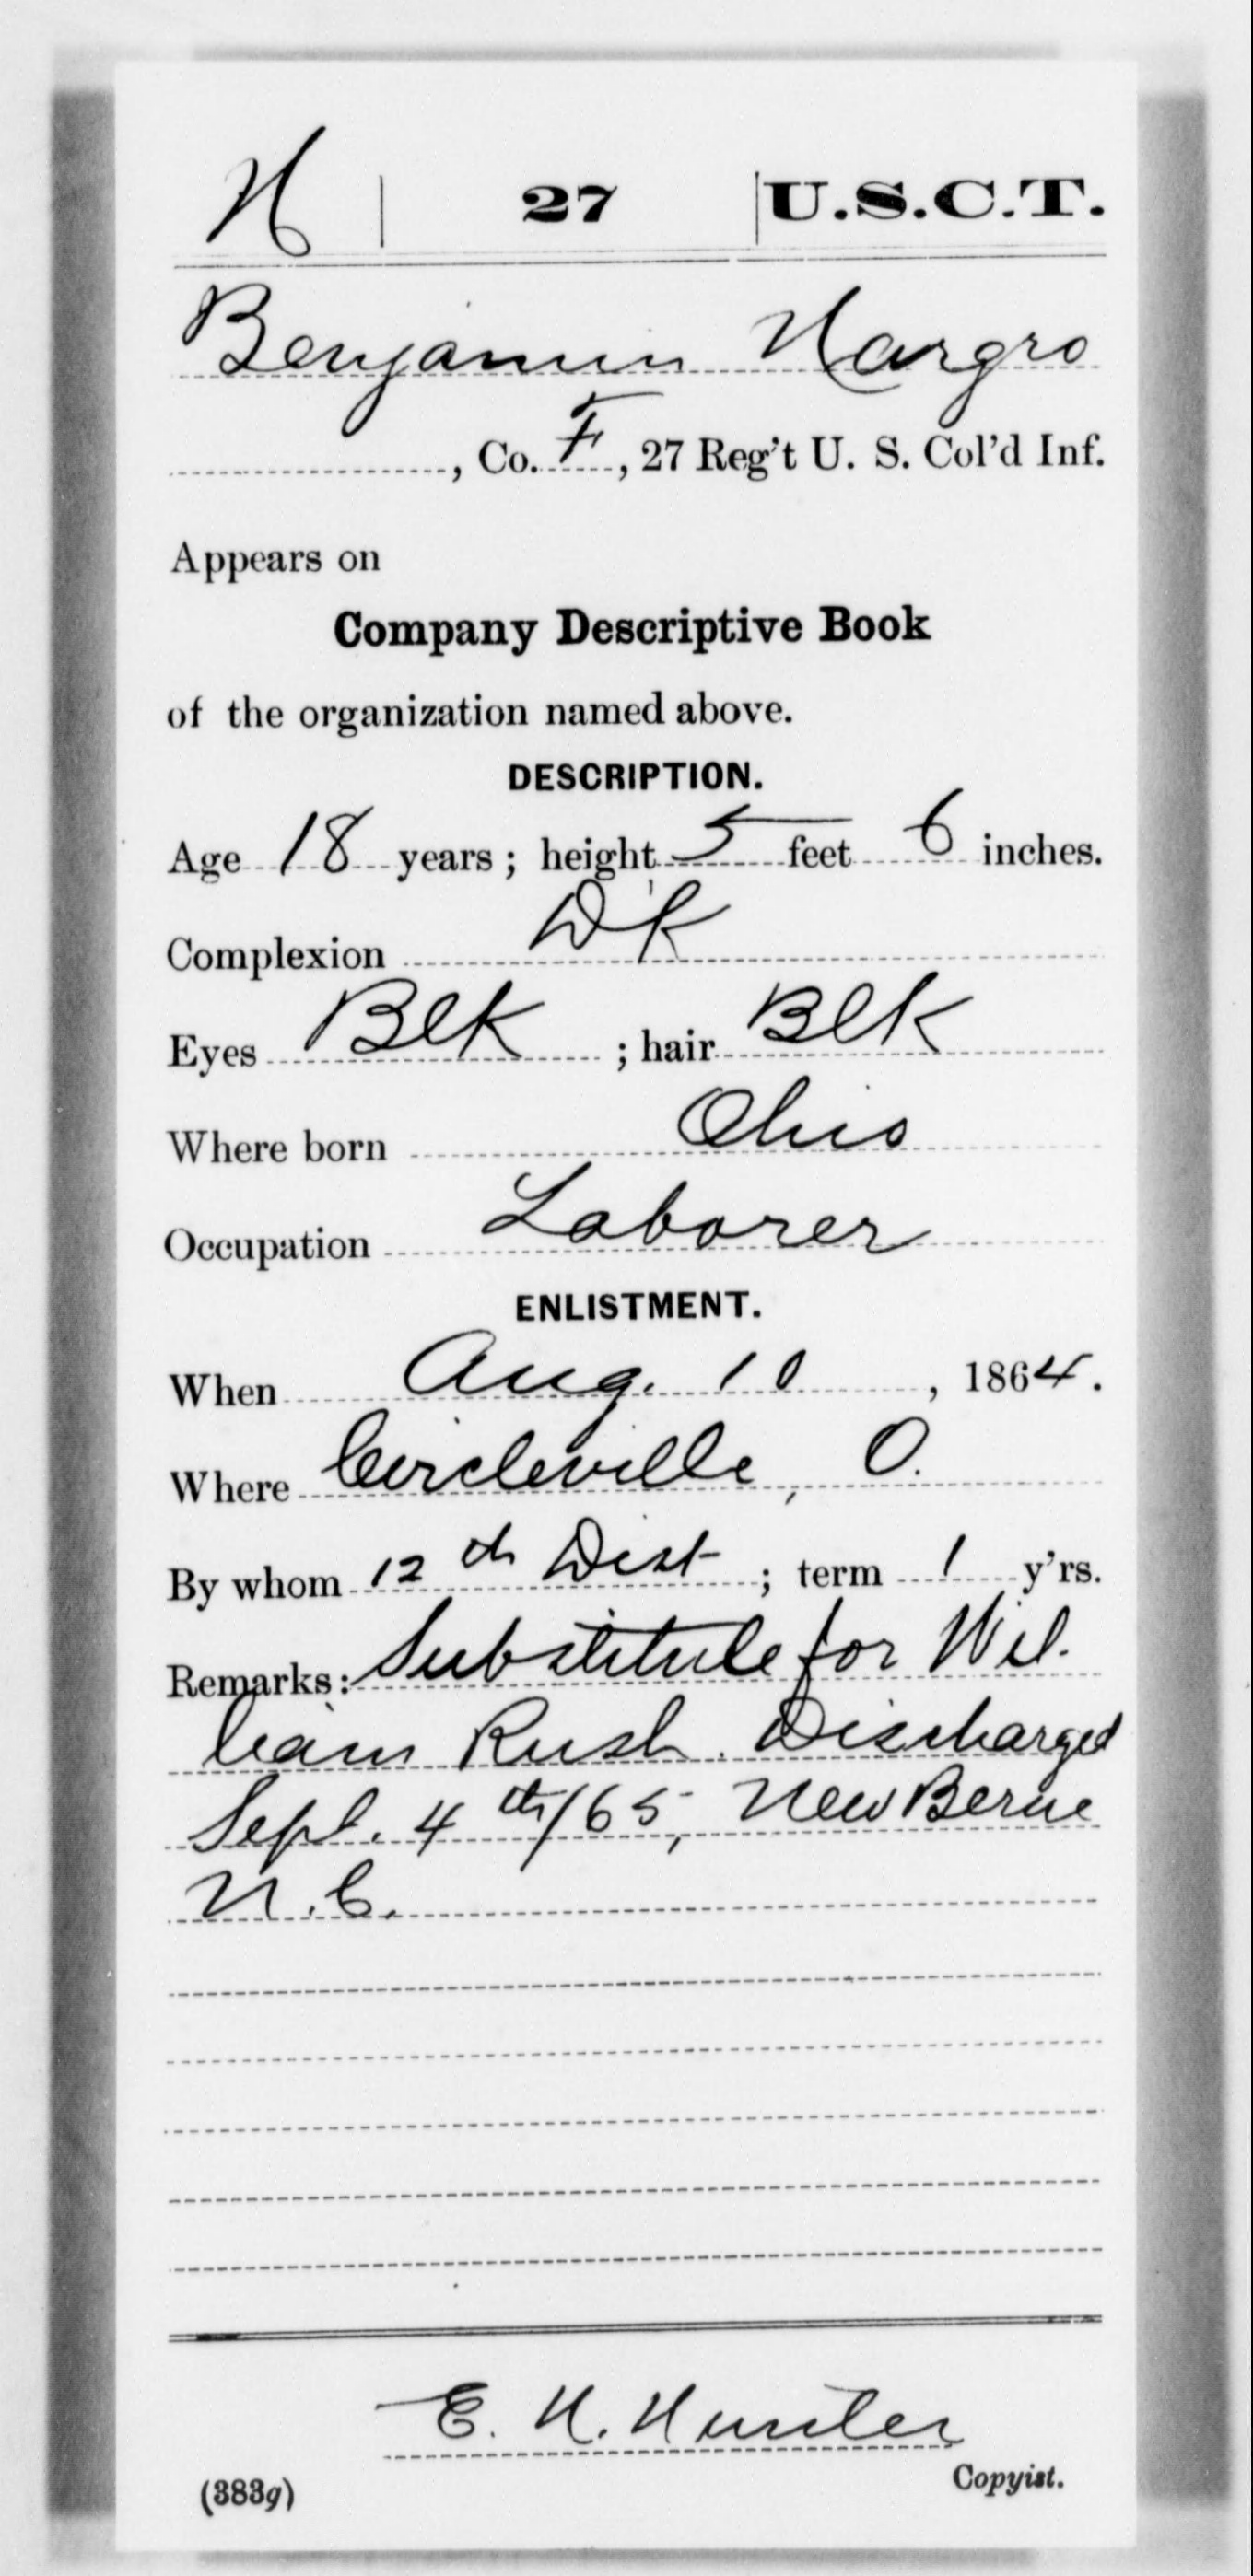 H | 27 | U.S.C.T.
Benjamin Hargro
, Co. F, 27 Reg't U. S. Col'd Inf.
Appears on
Company Descriptive Book
of the organization named above.
DESCRIPTION.
Age 18 years; height 5 feet 6 inches.
Complexion Dk
Eyes Blk ; hair Blk
Where born Ohio
Occupation Laborer
ENLISTMENT.
When Aug. 10, 1864.
Where Circleville, O.
By whom 12th Dist ; term 1 y'rs.
Remarks: Substitute for Wil.
liam Rush. Discharged
Sept. 4th/65, New Berne
N.C.
E. H. Hunter
Copyist.
(383g)